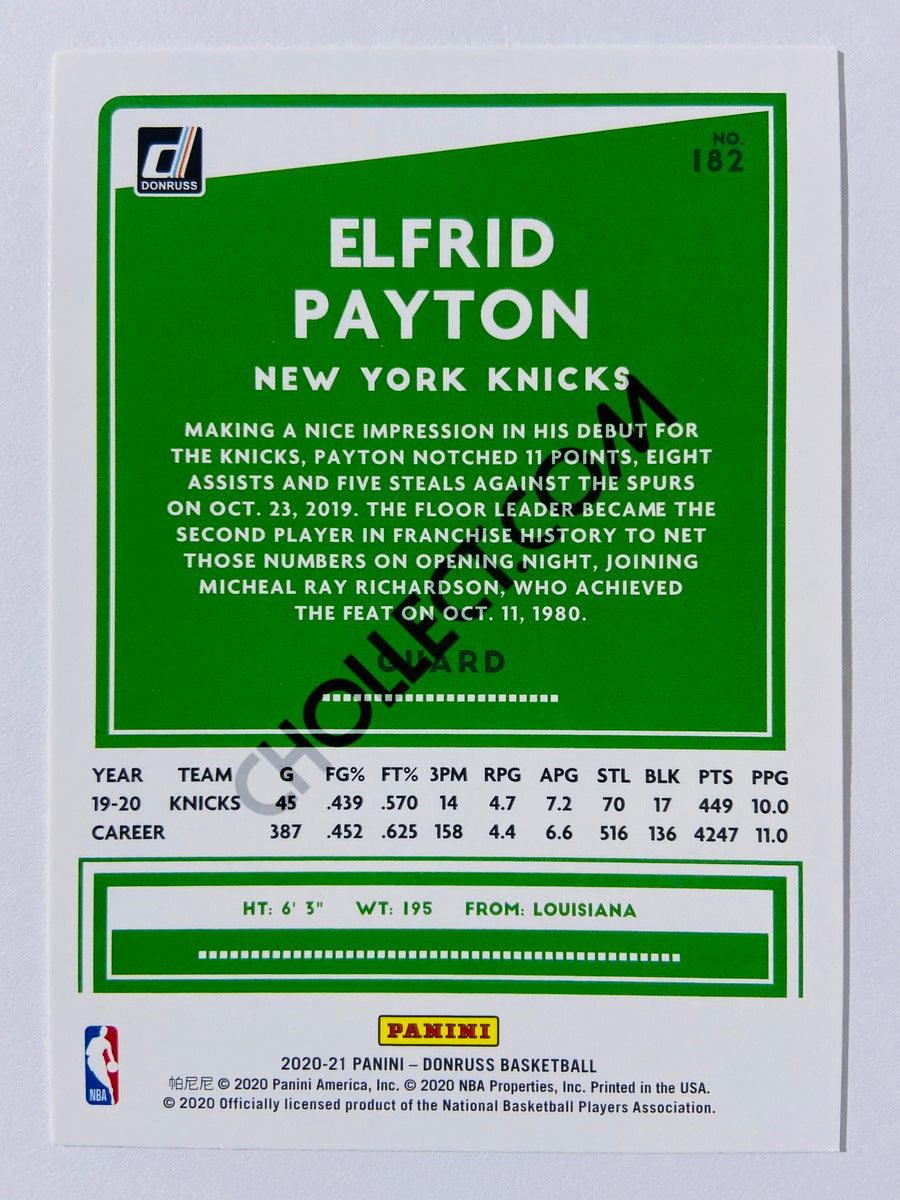 DONRUSS
NO.
182
ELFRID
PAYTON
NEW YORK KNICKS
MAKING A NICE IMPRESSION IN HIS DEBUT FOR
THE KNICKS, PAYTON NOTCHED 11 POINTS, EIGHT
ASSISTS AND FIVE STEALS AGAINST THE SPURS
ON OCT. 23, 2019. THE FLOOR LEADER BECAME THE
SECOND PLAYER IN FRANCHISE HISTORY TO NET
THOSE NUMBERS ON OPENING NIGHT, JOINING
MICHEAL RAY RICHARDSON, WHO ACHIEVED
THE FEAT ON OCT. 11, 1980.
GUARD
CHOLLECT.COM
YEAR TEAM G FG% FT% 3PM RPG APG STL BLK PTS PPG
19-20 KNICKS 45 .439 .570 14 4.7 7.2 70 17 449 10.0
CAREER 387 .452 .625 158 4.4 6.6 516 136 4247 11.0
HT: 6' 3" WT: 195 FROM: LOUISIANA
PANINI
NBA
2020-21 PANINI – DONRUSS BASKETBALL
帕尼尼 © 2020 Panini America, Inc. © 2020 NBA Properties, Inc. Printed in the USA.
© 2020 Officially licensed product of the National Basketball Players Association.